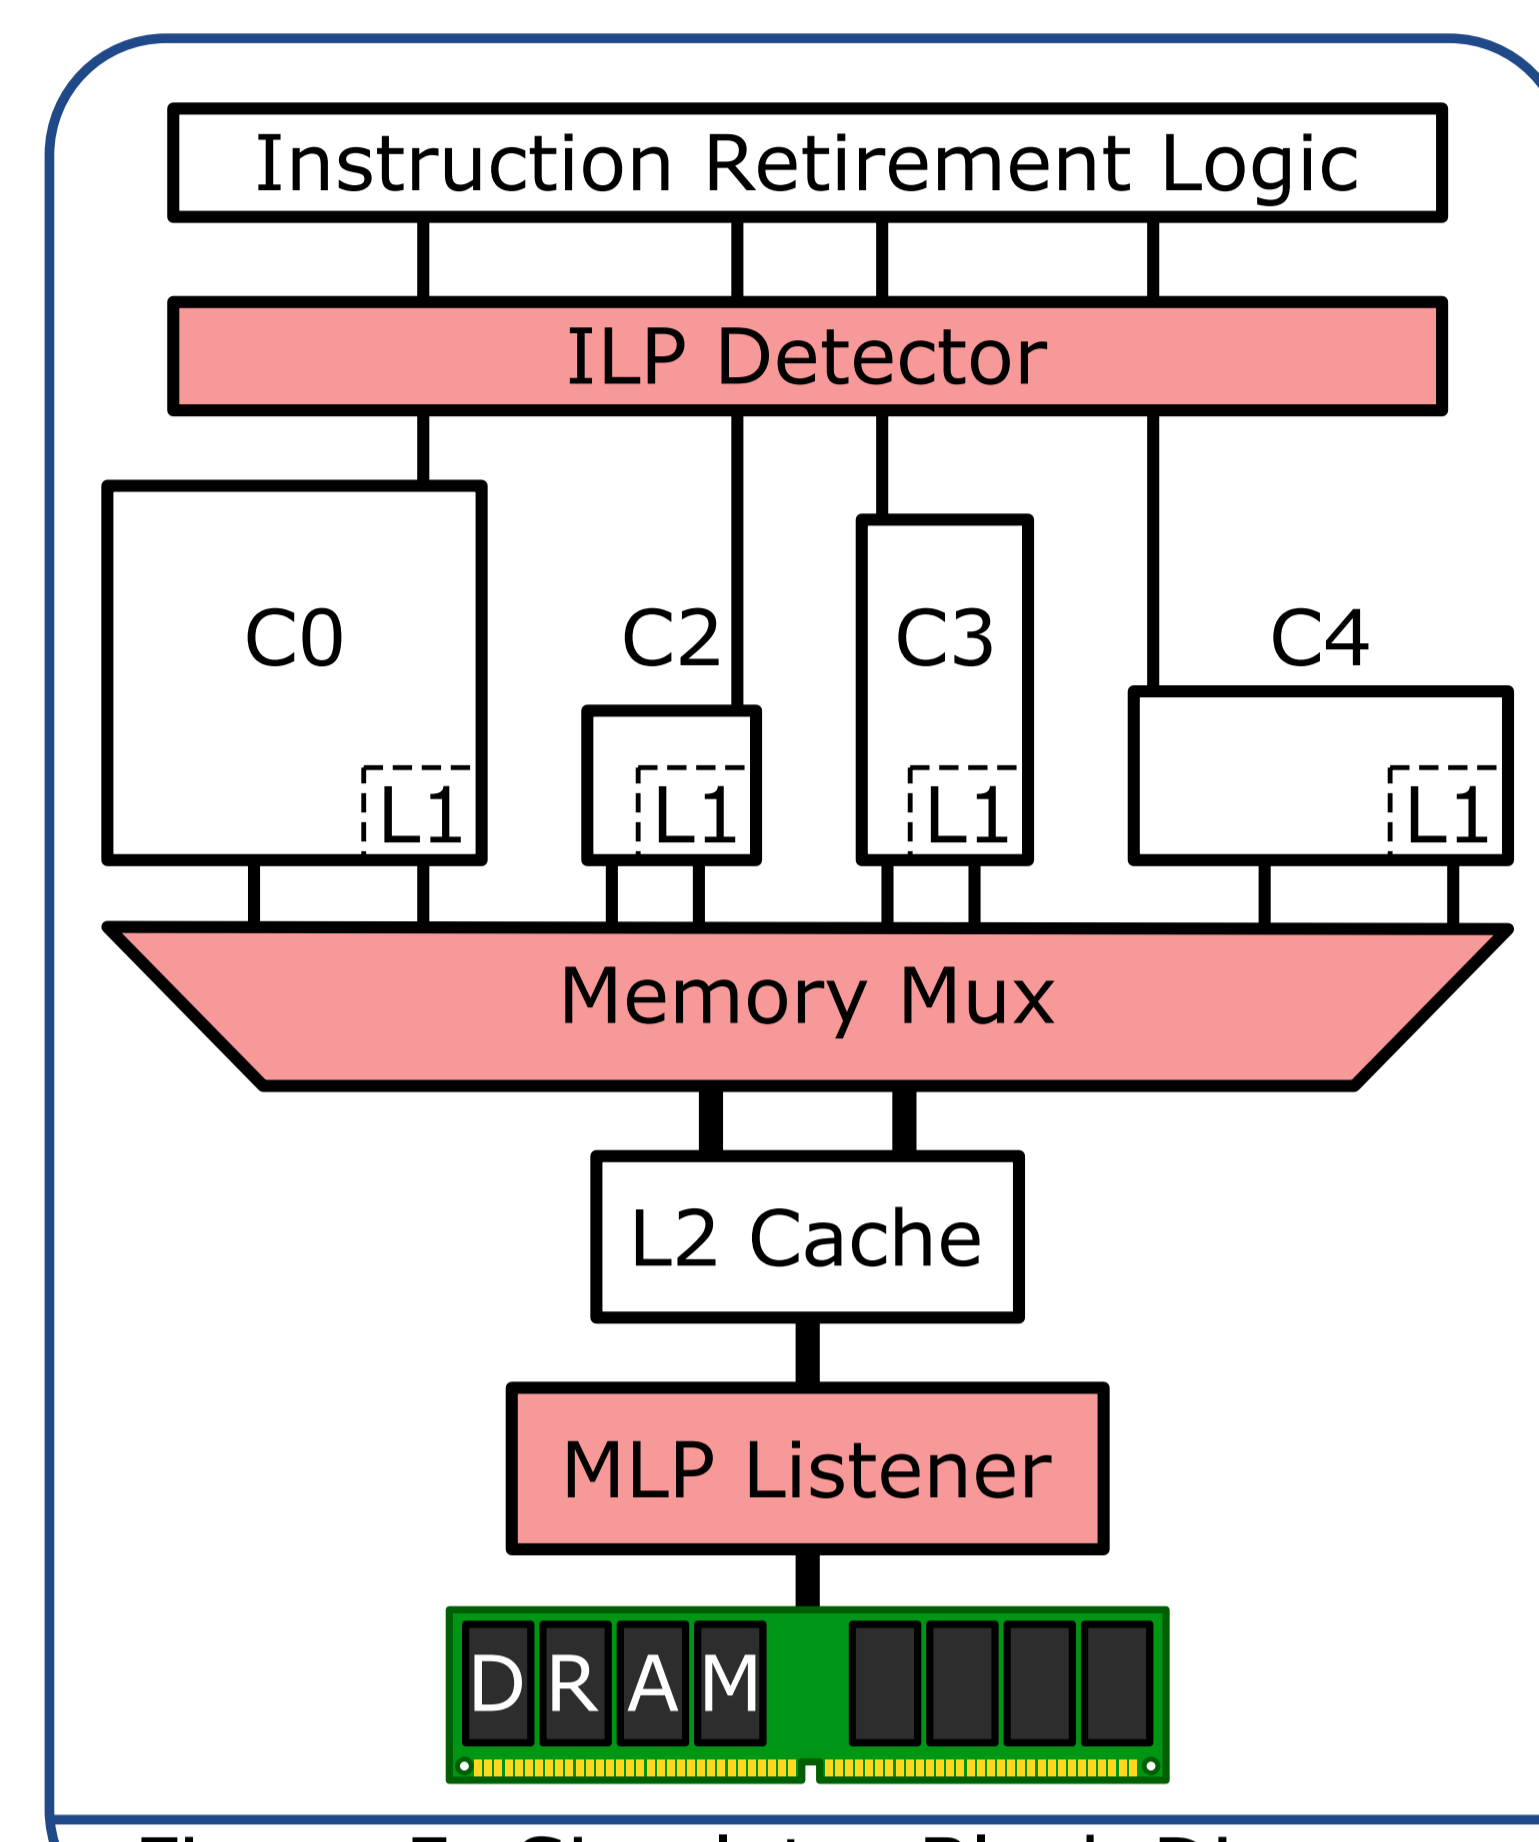 Instruction Retirement Logic
ILP Detector
C0 C2 C3 C4
L1 L1 L1 L1
Memory Mux
L2 Cache
MLP Listener
DRAM